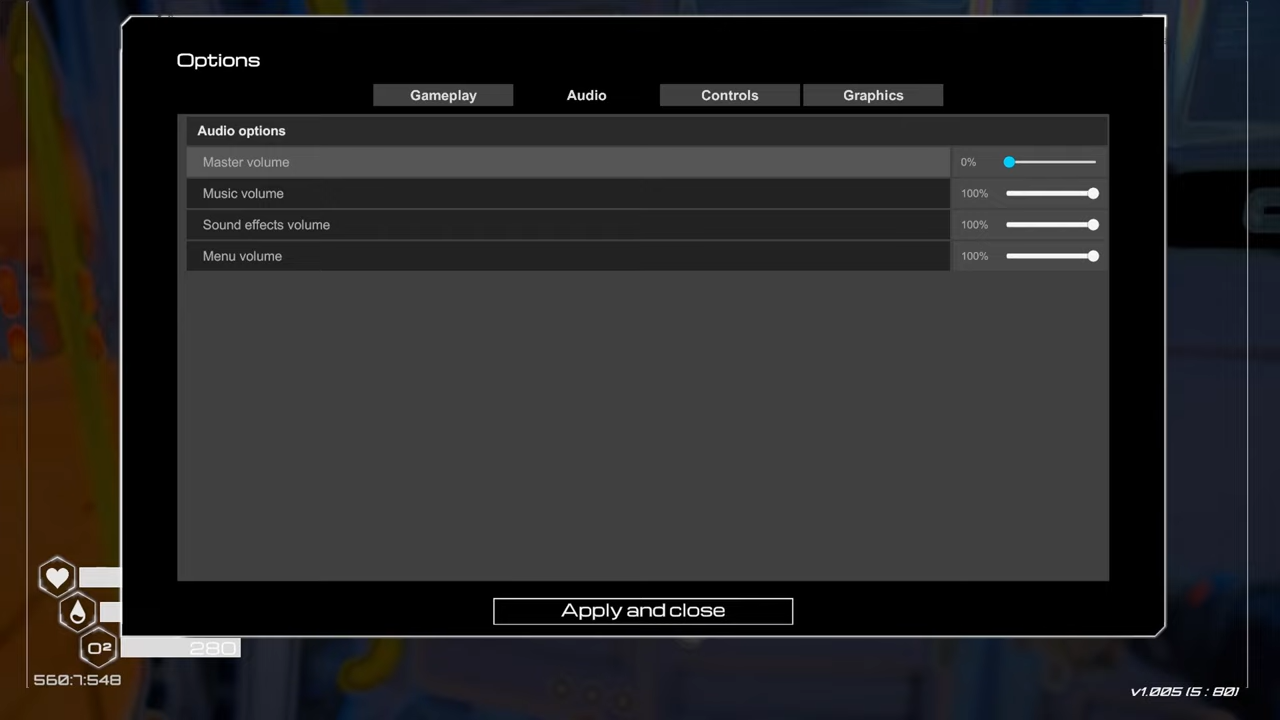 Options
Gameplay Audio Controls Graphics
Audio options
Master volume 0%
Music volume 100%
Sound effects volume 100%
Menu volume 100%
Apply and close
O2 280
560:7:548
v1.005 (5 : 80)